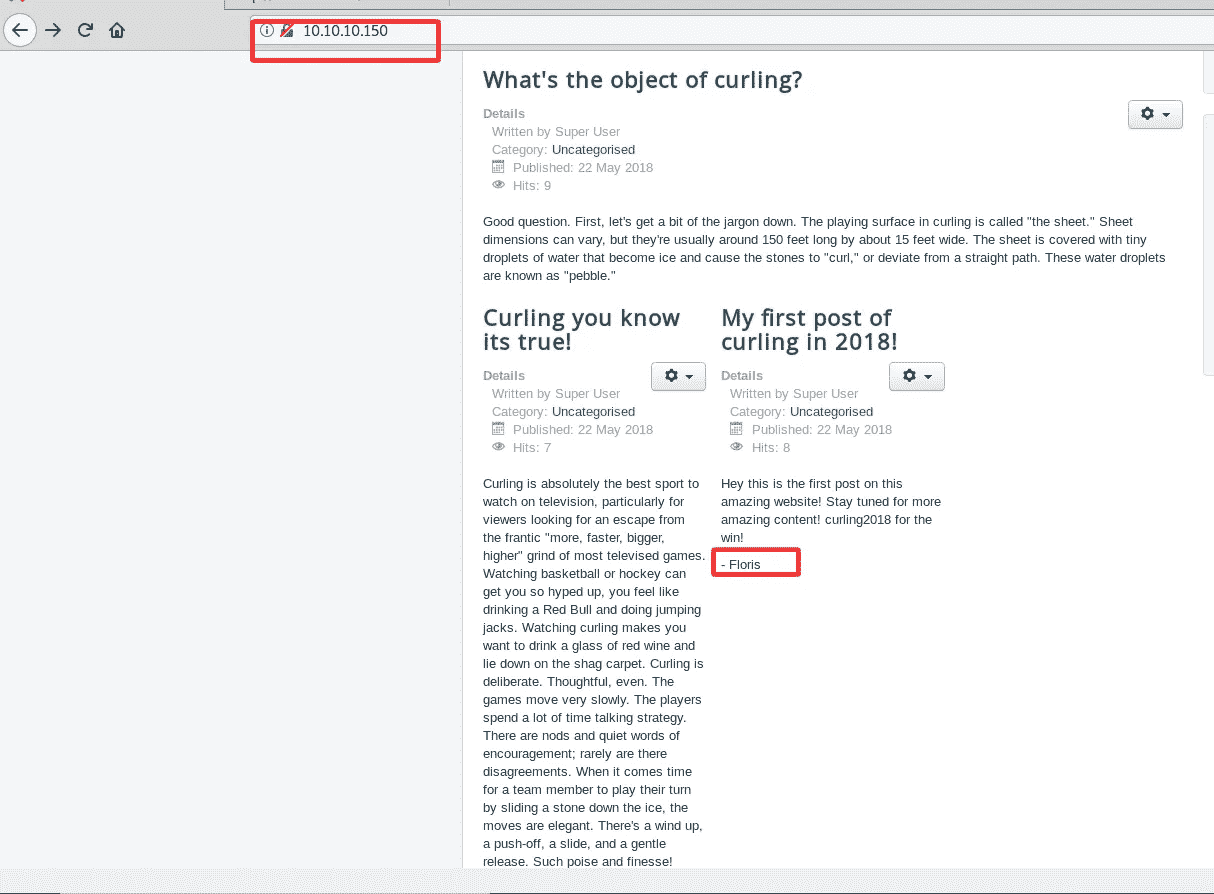 10.10.10.150
What's the object of curling?
Details
Written by Super User
Category: Uncategorised
Published: 22 May 2018
Hits: 9
Good question. First, let's get a bit of the jargon down. The playing surface in curling is called "the sheet." Sheet
dimensions can vary, but they're usually around 150 feet long by about 15 feet wide. The sheet is covered with tiny
droplets of water that become ice and cause the stones to "curl," or deviate from a straight path. These water droplets
are known as "pebble."
Curling you know
its true!
Details
Written by Super User
Category: Uncategorised
Published: 22 May 2018
Hits: 7
Curling is absolutely the best sport to
watch on television, particularly for
viewers looking for an escape from
the frantic "more, faster, bigger,
higher" grind of most televised games.
Watching basketball or hockey can
get you so hyped up, you feel like
drinking a Red Bull and doing jumping
jacks. Watching curling makes you
want to drink a glass of red wine and
lie down on the shag carpet. Curling is
deliberate. Thoughtful, even. The
games move very slowly. The players
spend a lot of time talking strategy.
There are nods and quiet words of
encouragement; rarely are there
disagreements. When it comes time
for a team member to play their turn
by sliding a stone down the ice, the
moves are elegant. There's a wind up,
a push-off, a slide, and a gentle
release. Such poise and finesse!
My first post of
curling in 2018!
Details
Written by Super User
Category: Uncategorised
Published: 22 May 2018
Hits: 8
Hey this is the first post on this
amazing website! Stay tuned for more
amazing content! curling2018 for the
win!
- Floris